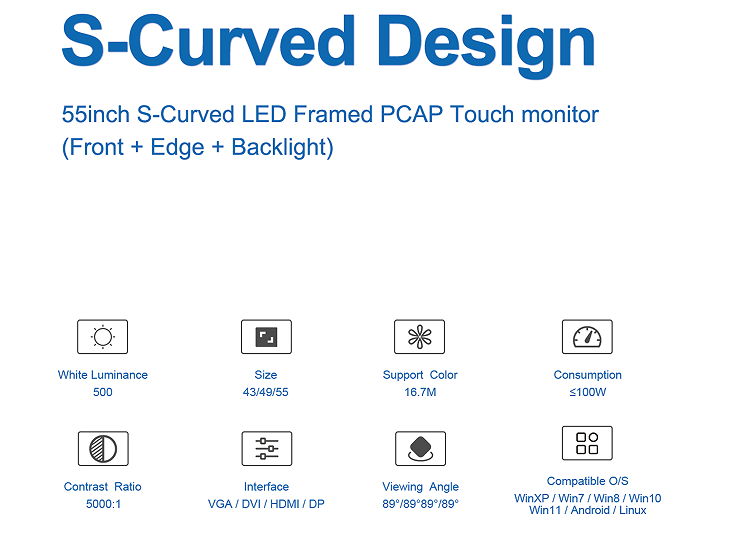 S-Curved Design
55inch S-Curved LED Framed PCAP Touch monitor
(Front + Edge + Backlight)
White Luminance
500
Size
43/49/55
Support Color
16.7M
Consumption
≤100W
Contrast Ratio
5000:1
Interface
VGA / DVI / HDMI / DP
Viewing Angle
89°/89°89°/89°
Compatible O/S
WinXP / Win7 / Win8 / Win10
Win11 / Android / Linux